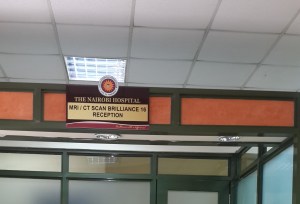 THE NAIROBI HOSPITAL
MRI / CT SCAN BRILLIANCE 16
RECEPTION